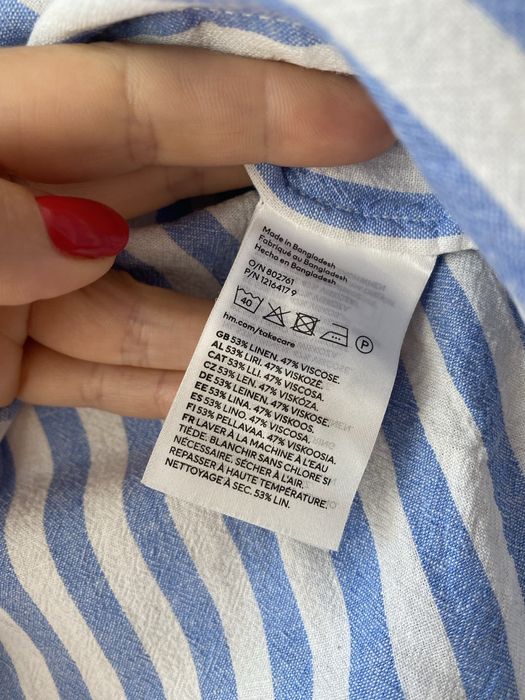 Made in Bangladesh
Fabriqué au Bangladesh
Hecho en Bangladesh
O/N 802761
P/N 1216417 9
40 P
hm.com/takecare
GB 53% LINEN. 47% VISCOSE.
AL 53% LIRI. 47% VISKOZË.
CAT 53% LLI. 47% VISCOSA.
CZ 53% LEN. 47% VISKÓZA.
DE 53% LEINEN. 47% VISKOSE.
EE 53% LINA. 47% VISKOOS.
ES 53% LINO. 47% VISCOSA.
FI 53% PELLAVAA. 47% VISKOOSIA.
FR LAVER À LA MACHINE À L'EAU
TIÈDE. BLANCHIR SANS CHLORE SI
NÉCESSAIRE. SÉCHER À L'AIR.
REPASSER À HAUTE TEMPÉRATURE.
NETTOYAGE À SEC. 53% LIN.